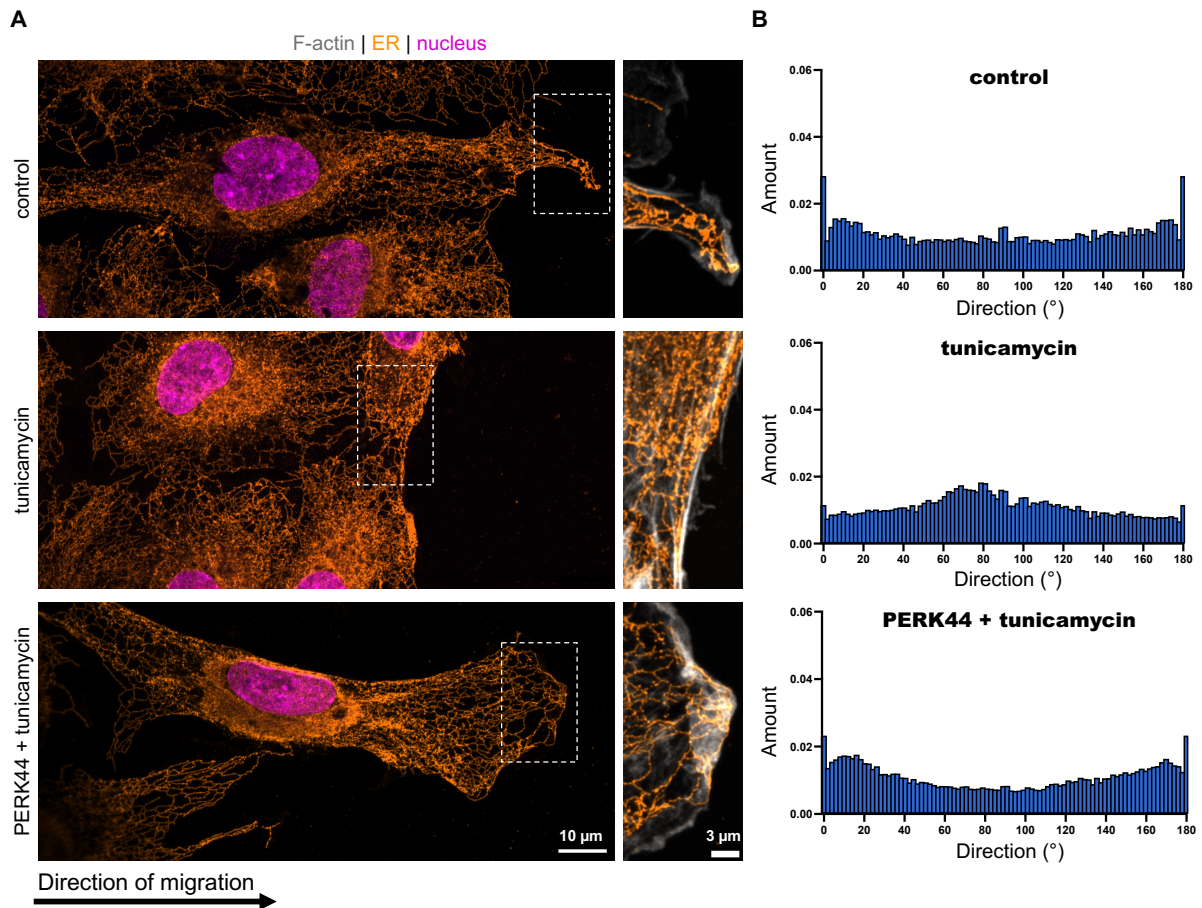 A
F-actin | ER | nucleus
control
tunicamycin
PERK44 + tunicamycin
10 µm
3 µm
Direction of migration
B
control
Amount
0.06
0.04
0.02
0.00
0 20 40 60 80 100 120 140 160 180
Direction (°)
tunicamycin
Amount
0.06
0.04
0.02
0.00
0 20 40 60 80 100 120 140 160 180
Direction (°)
PERK44 + tunicamycin
Amount
0.06
0.04
0.02
0.00
0 20 40 60 80 100 120 140 160 180
Direction (°)